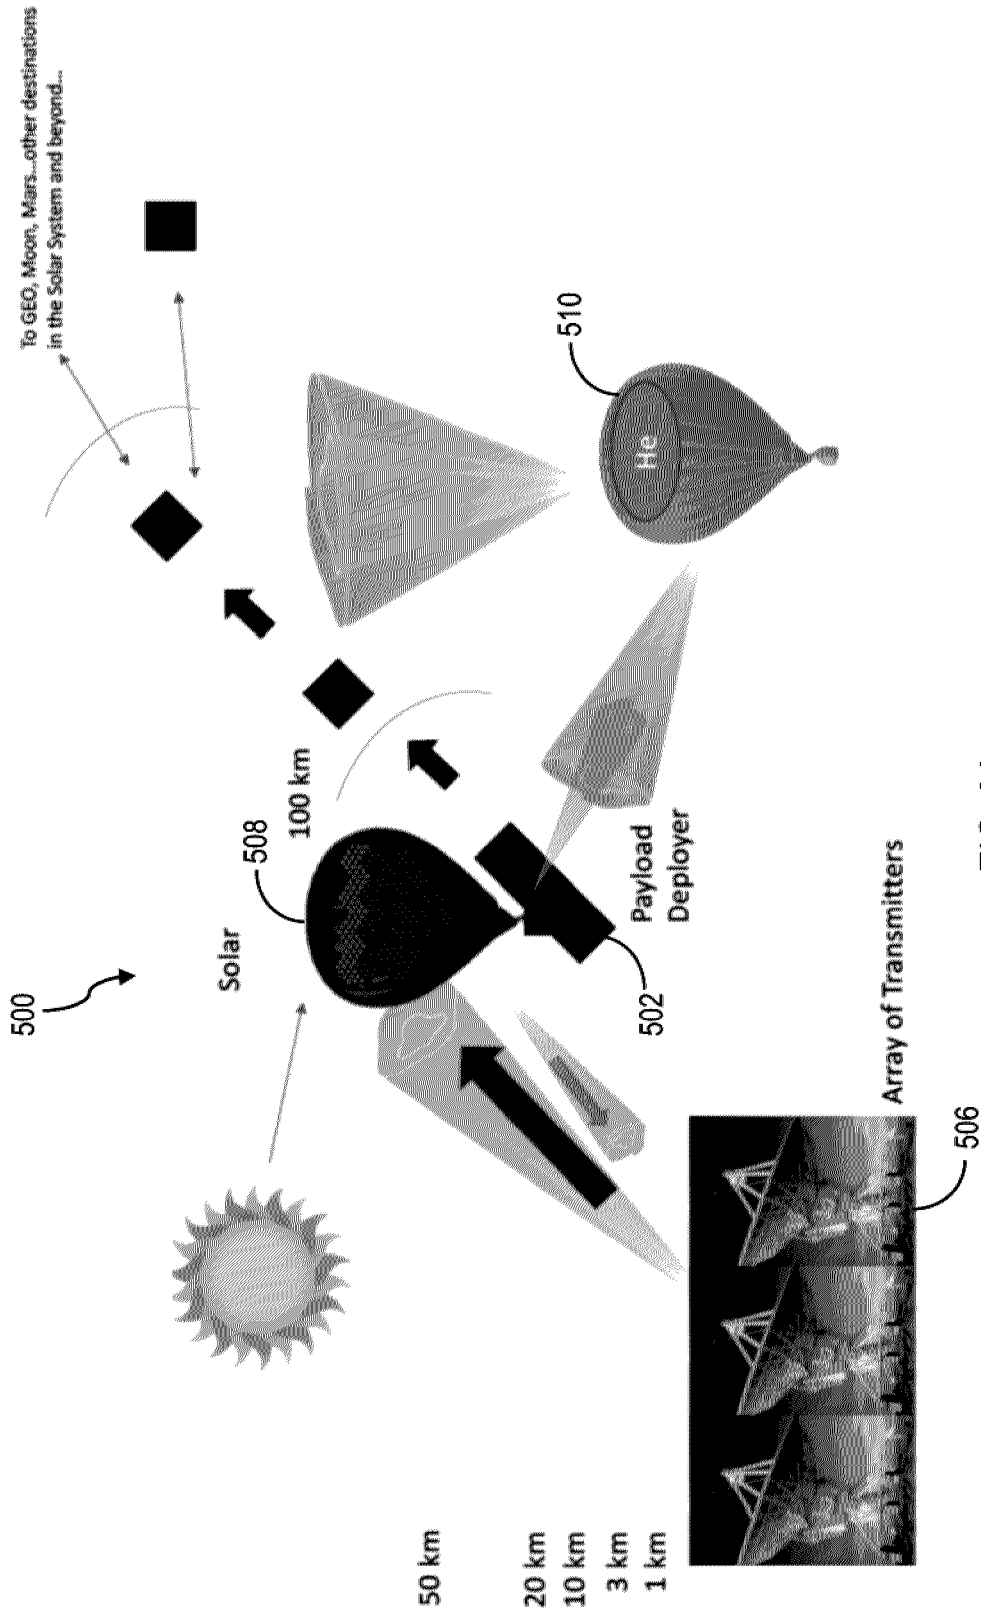 500
To GEO, Moon, Mars...other destinations
in the Solar System and beyond...
Solar
508
100 km
510
He
Payload
Deployer
502
50 km
20 km
10 km
3 km
1 km
Array of Transmitters
506